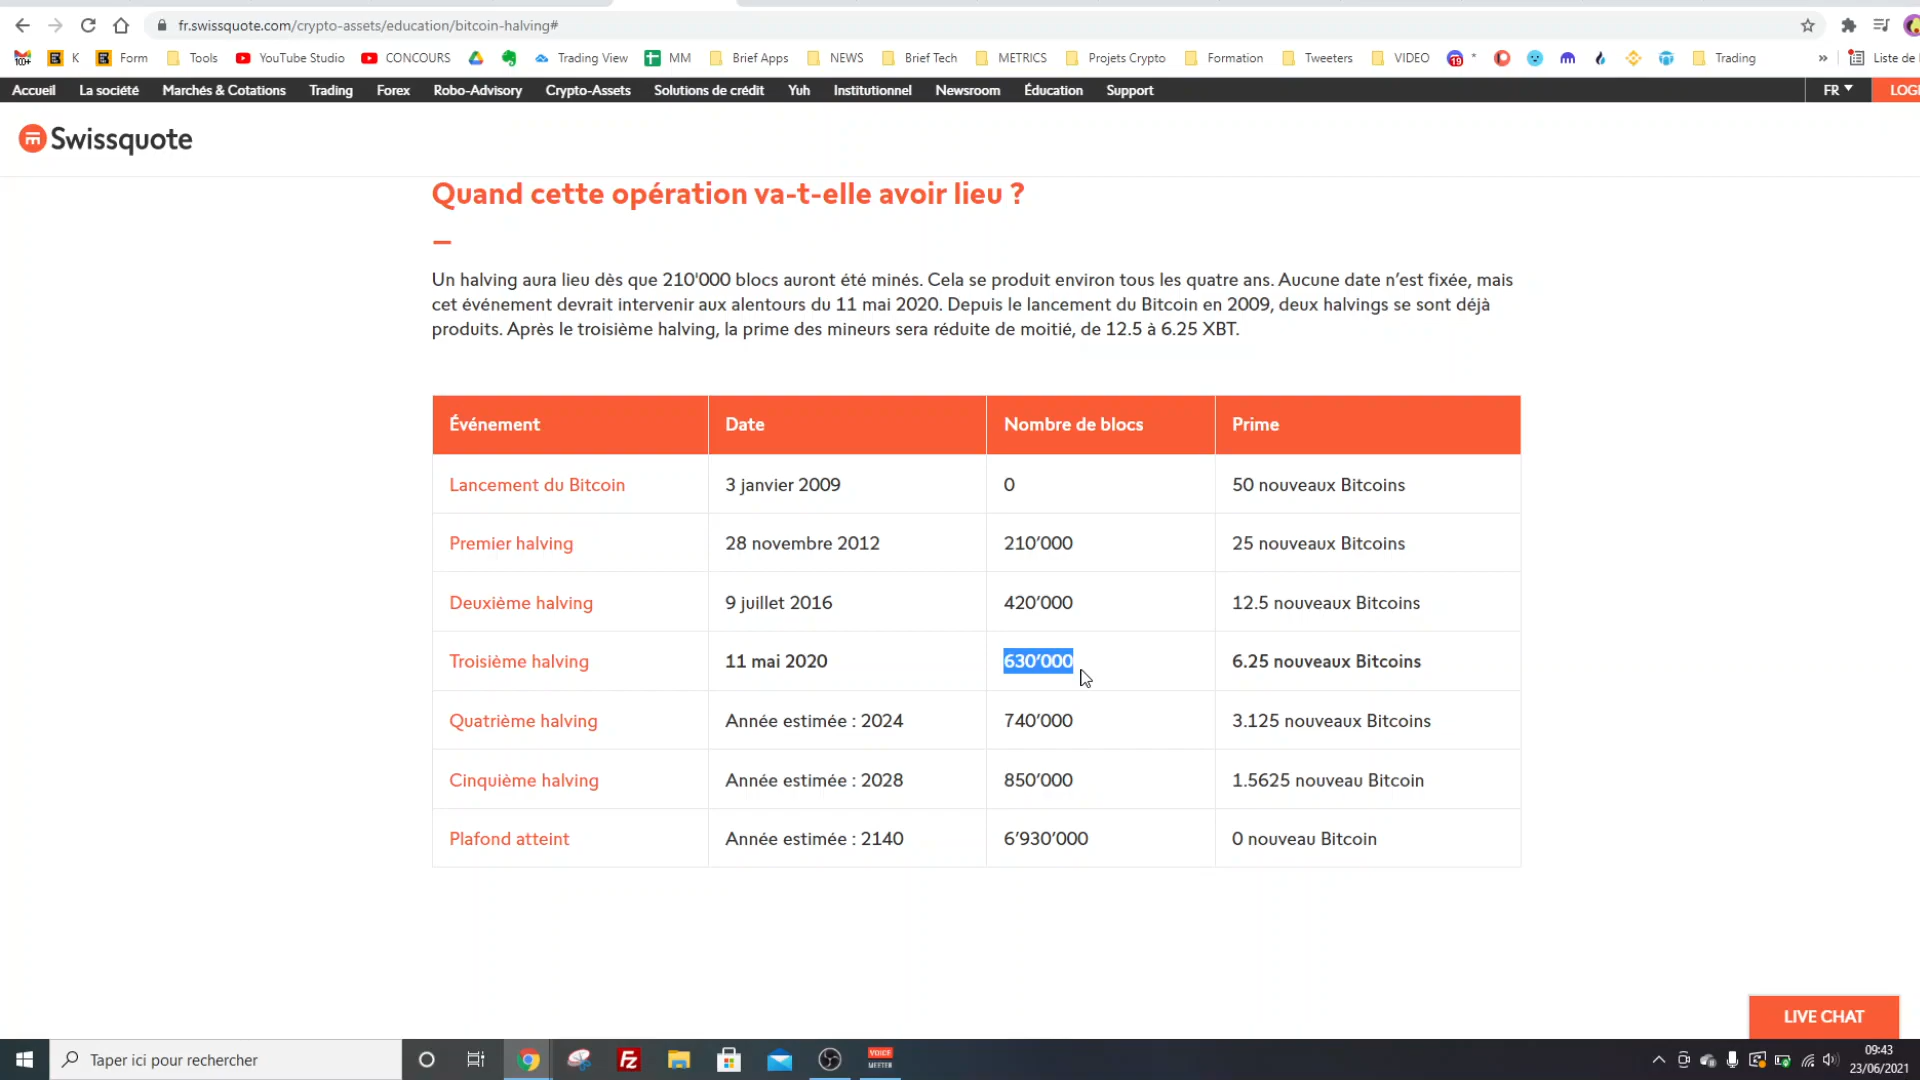 fr.swissquote.com/crypto-assets/education/bitcoin-halving#
K Form Tools YouTube Studio CONCOURS Trading View MM Brief Apps NEWS Brief Tech METRICS Projets Crypto Formation Tweeters VIDEO 19 * Trading » Liste de
Accueil La société Marchés & Cotations Trading Forex Robo-Advisory Crypto-Assets Solutions de crédit Yuh Institutionnel Newsroom Éducation Support FR LOGI
Swissquote
Quand cette opération va-t-elle avoir lieu ?
Un halving aura lieu dès que 210'000 blocs auront été minés. Cela se produit environ tous les quatre ans. Aucune date n’est fixée, mais
cet événement devrait intervenir aux alentours du 11 mai 2020. Depuis le lancement du Bitcoin en 2009, deux halvings se sont déjà
produits. Après le troisième halving, la prime des mineurs sera réduite de moitié, de 12.5 à 6.25 XBT.
Événement Date Nombre de blocs Prime
Lancement du Bitcoin 3 janvier 2009 0 50 nouveaux Bitcoins
Premier halving 28 novembre 2012 210’000 25 nouveaux Bitcoins
Deuxième halving 9 juillet 2016 420’000 12.5 nouveaux Bitcoins
Troisième halving 11 mai 2020 630’000 6.25 nouveaux Bitcoins
Quatrième halving Année estimée : 2024 740’000 3.125 nouveaux Bitcoins
Cinquième halving Année estimée : 2028 850’000 1.5625 nouveau Bitcoin
Plafond atteint Année estimée : 2140 6’930’000 0 nouveau Bitcoin
LIVE CHAT
Taper ici pour rechercher
VOICE
MEETER
09:43
23/06/2021